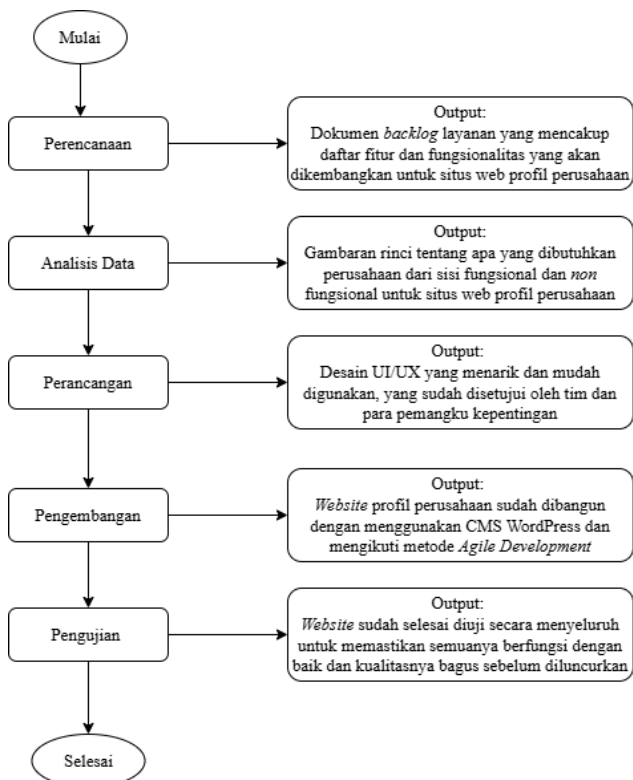 Mulai
Perencanaan
Output:
Dokumen backlog layanan yang mencakup
daftar fitur dan fungsionalitas yang akan
dikembangkan untuk situs web profil perusahaan
Analisis Data
Output:
Gambaran rinci tentang apa yang dibutuhkan
perusahaan dari sisi fungsional dan non
fungsional untuk situs web profil perusahaan
Perancangan
Output:
Desain UI/UX yang menarik dan mudah
digunakan, yang sudah disetujui oleh tim dan
para pemangku kepentingan
Pengembangan
Output:
Website profil perusahaan sudah dibangun
dengan menggunakan CMS WordPress dan
mengikuti metode Agile Development
Pengujian
Output:
Website sudah selesai diuji secara menyeluruh
untuk memastikan semuanya berfungsi dengan
baik dan kualitasnya bagus sebelum diluncurkan
Selesai